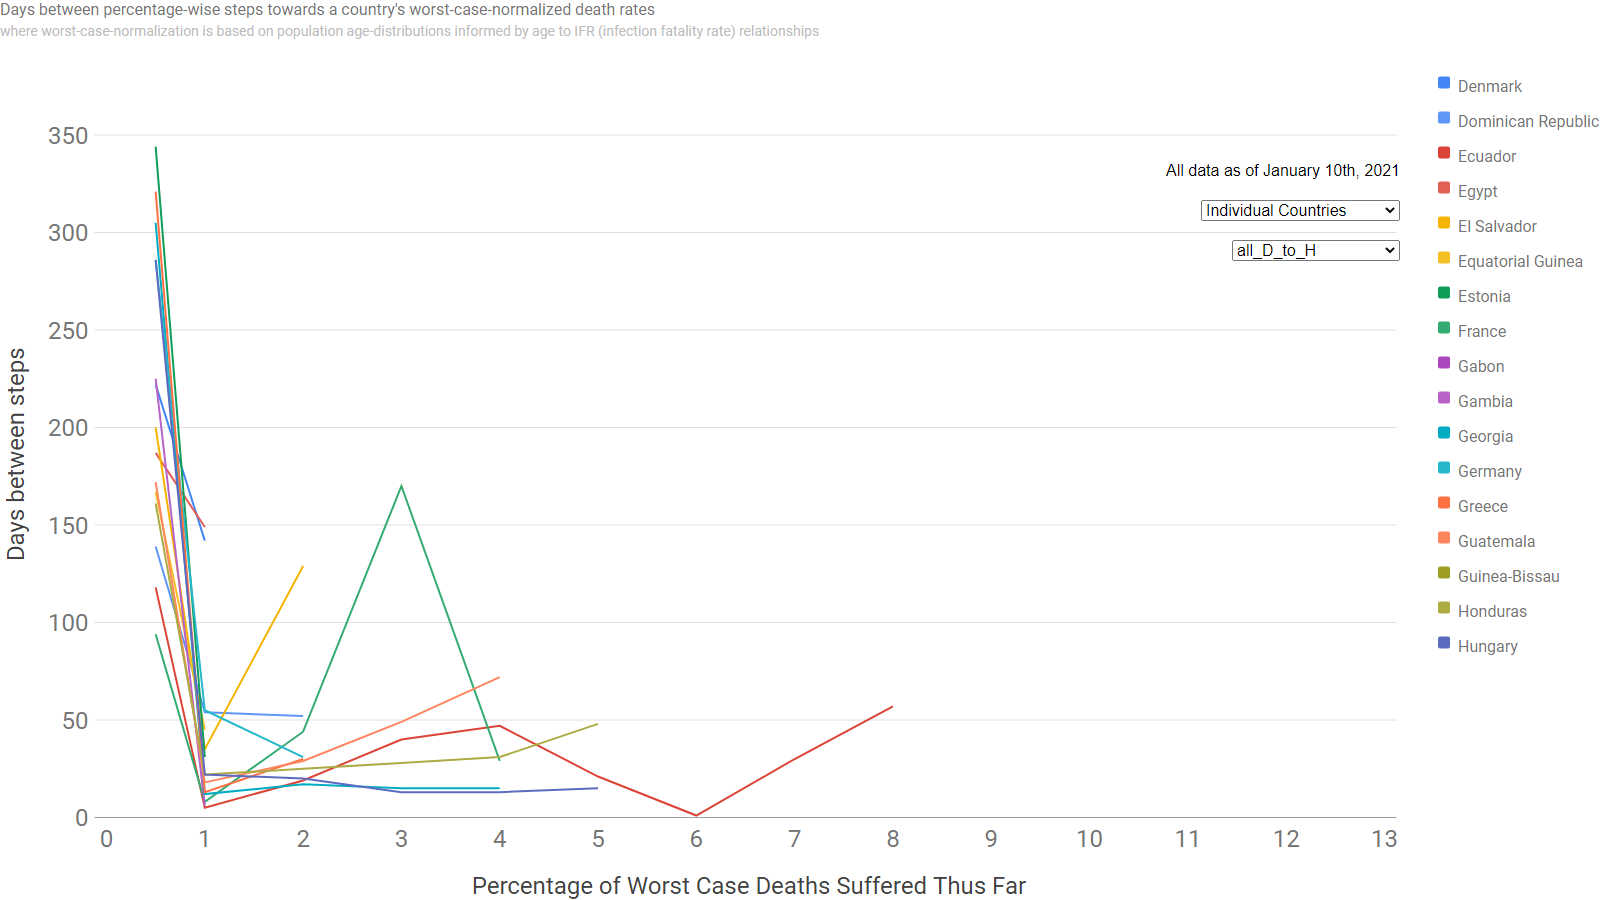 Days between percentage-wise steps towards a country's worst-case-normalized death rates
where worst-case-normalization is based on population age-distributions informed by age to IFR (infection fatality rate) relationships
All data as of January 10th, 2021
Individual Countries
all_D_to_H
Days between steps
350
300
250
200
150
100
50
0
0 1 2 3 4 5 6 7 8 9 10 11 12 13
Percentage of Worst Case Deaths Suffered Thus Far
Denmark
Dominican Republic
Ecuador
Egypt
El Salvador
Equatorial Guinea
Estonia
France
Gabon
Gambia
Georgia
Germany
Greece
Guatemala
Guinea-Bissau
Honduras
Hungary